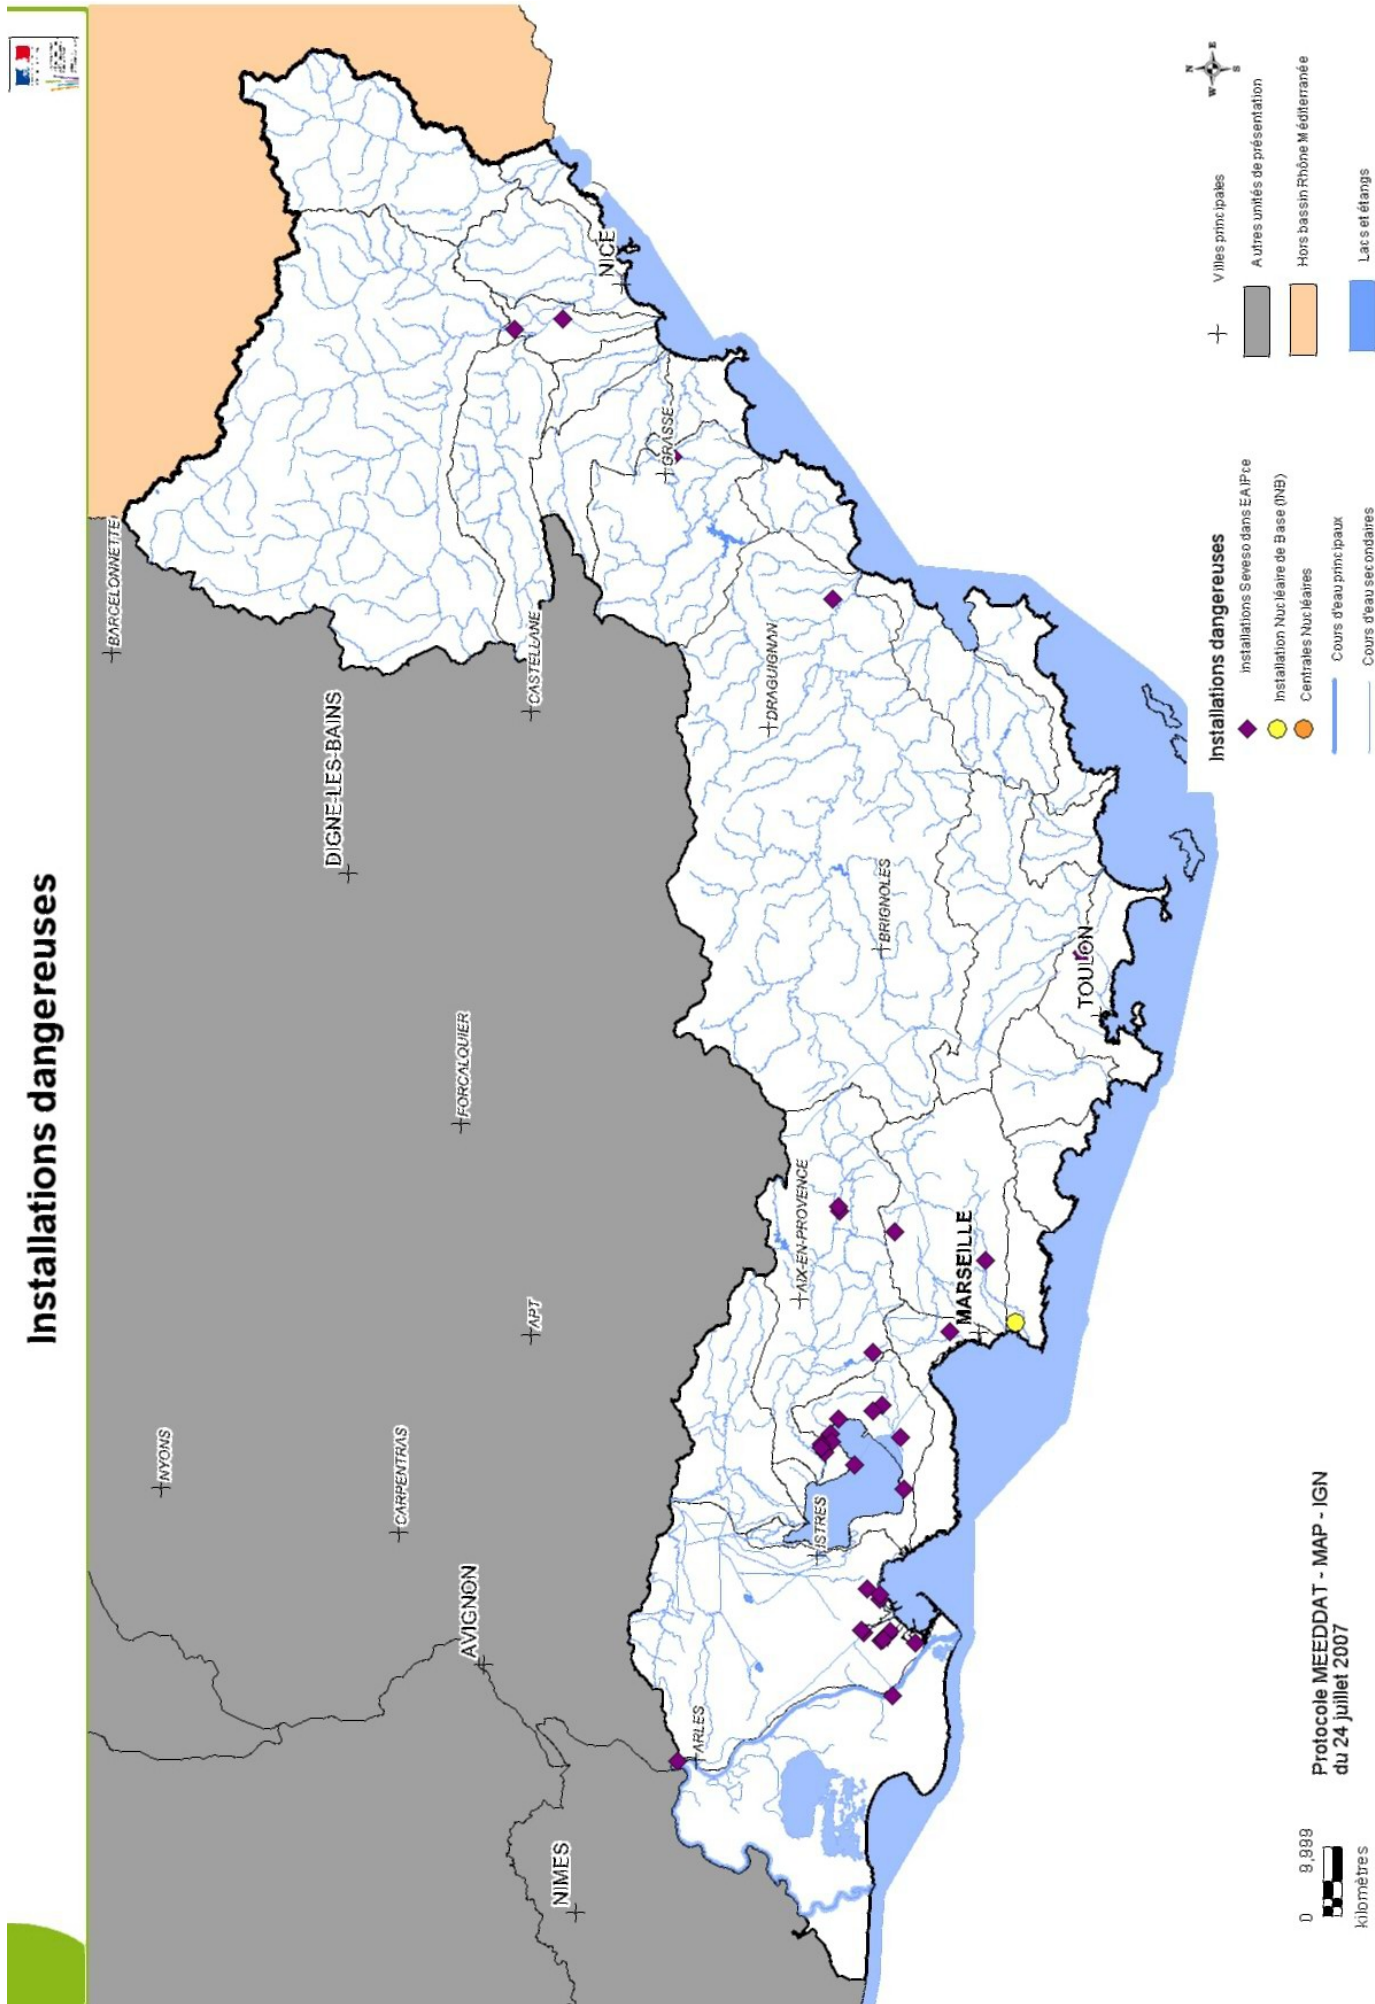 Installations dangereuses
BARCELONNETTE
NYONS
DIGNE-LES-BAINS
CARPENTRAS
FORCALQUIER
AVIGNON
APT
CASTELLANE
NIMES
NICE
GRASSE
ARLES
DRAGUIGNAN
AIX-EN-PROVENCE
ISTRES
BRIGNOLES
MARSEILLE
TOULON
N
W E
S
Installations dangereuses
Installations Seveso dans EAIPce
Installation Nucléaire de Base (INB)
Centrales Nucléaires
Cours d'eau principaux
Cours d'eau secondaires
Villes principales
Autres unités de présentation
Hors bassin Rhône Méditerranée
Lacs et étangs
0 9,999
kilomètres
Protocole MEEDDAT - MAP - IGN
du 24 juillet 2007